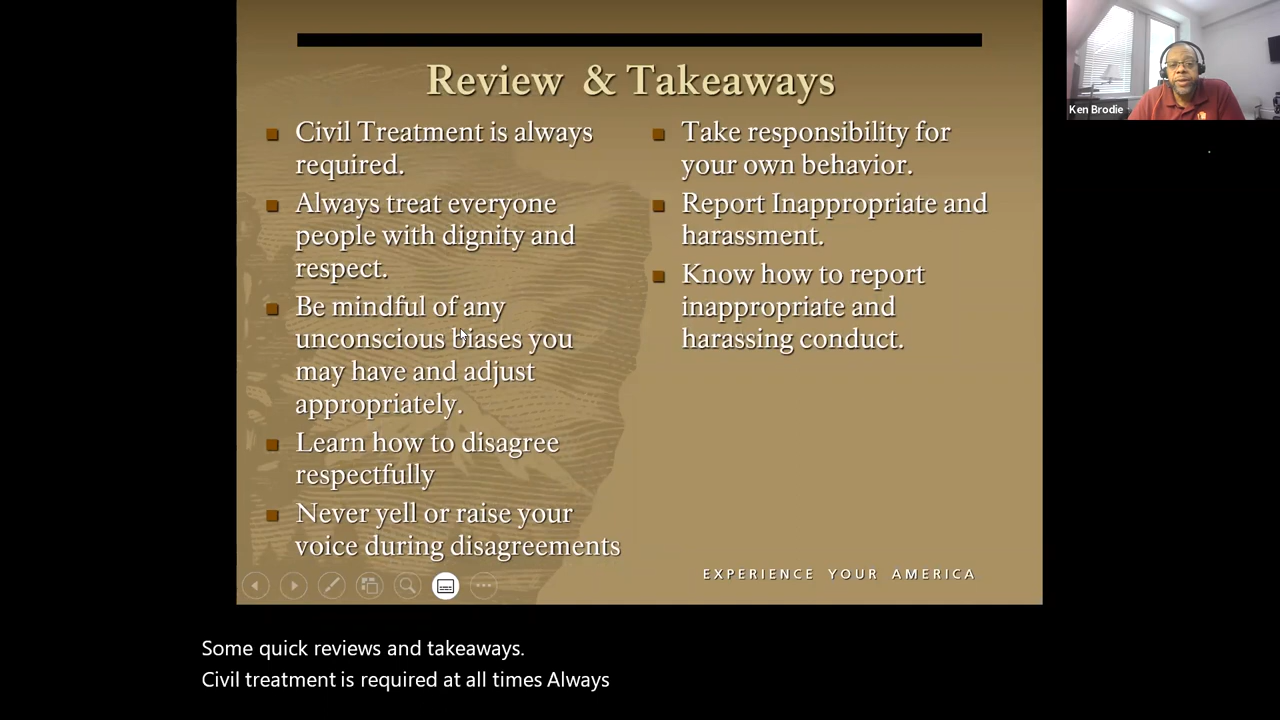 Review & Takeaways
Civil Treatment is always
required.
Always treat everyone
people with dignity and
respect.
Be mindful of any
unconscious biases you
may have and adjust
appropriately.
Learn how to disagree
respectfully
Never yell or raise your
voice during disagreements
Take responsibility for
your own behavior.
Report Inappropriate and
harassment.
Know how to report
inappropriate and
harassing conduct.
EXPERIENCE YOUR AMERICA
Ken Brodie
Some quick reviews and takeaways.
Civil treatment is required at all times Always